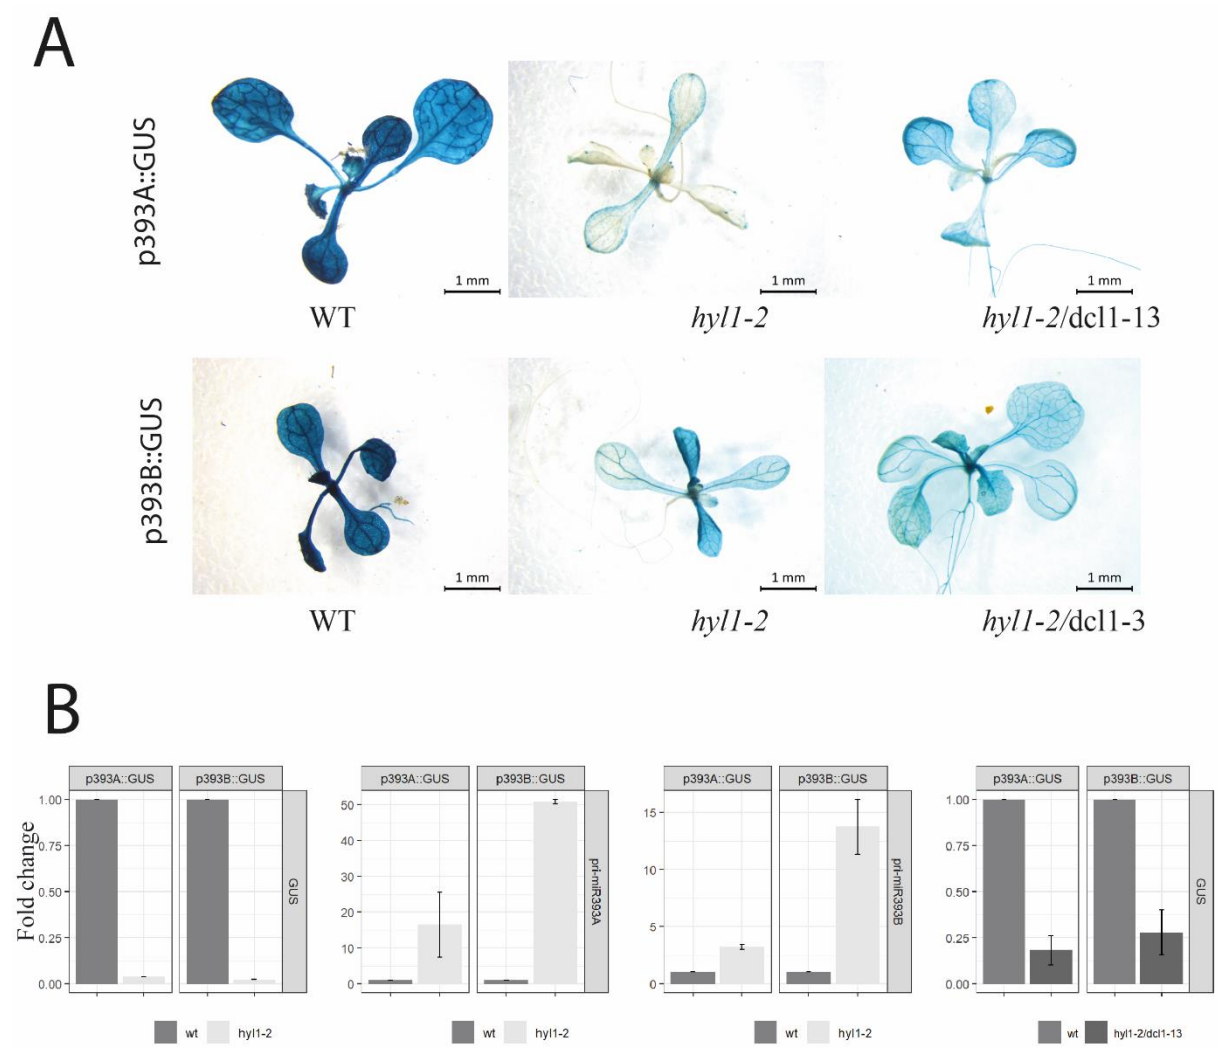 A
p393A::GUS
1 mm
1 mm
1 mm
WT
hyl1-2
hyl1-2/dcl1-13
p393B::GUS
1 mm
1 mm
1 mm
WT
hyl1-2
hyl1-2/dcl1-3
B
Fold change
p393A::GUS p393B::GUS
1.00
0.75
0.50
0.25
0.00
GUS
wt hyl1-2
p393A::GUS p393B::GUS
50
40
30
20
10
0
pri-miR393A
wt hyl1-2
p393A::GUS p393B::GUS
15
10
5
0
pri-miR393B
wt hyl1-2
p393A::GUS p393B::GUS
1.00
0.75
0.50
0.25
0.00
GUS
wt hyl1-2/dcl1-13